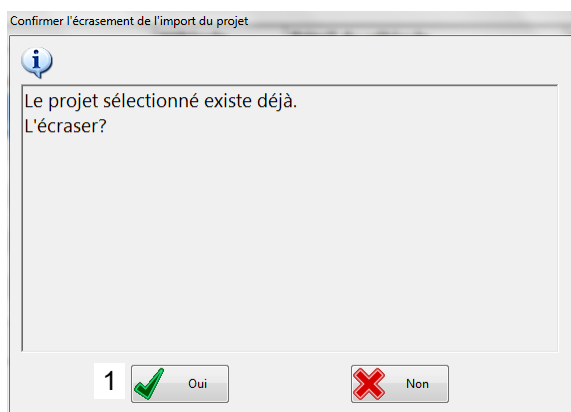 Confirmer l'écrasement de l'import du projet
Le projet sélectionné existe déjà.
L'écraser?
1 Oui Non